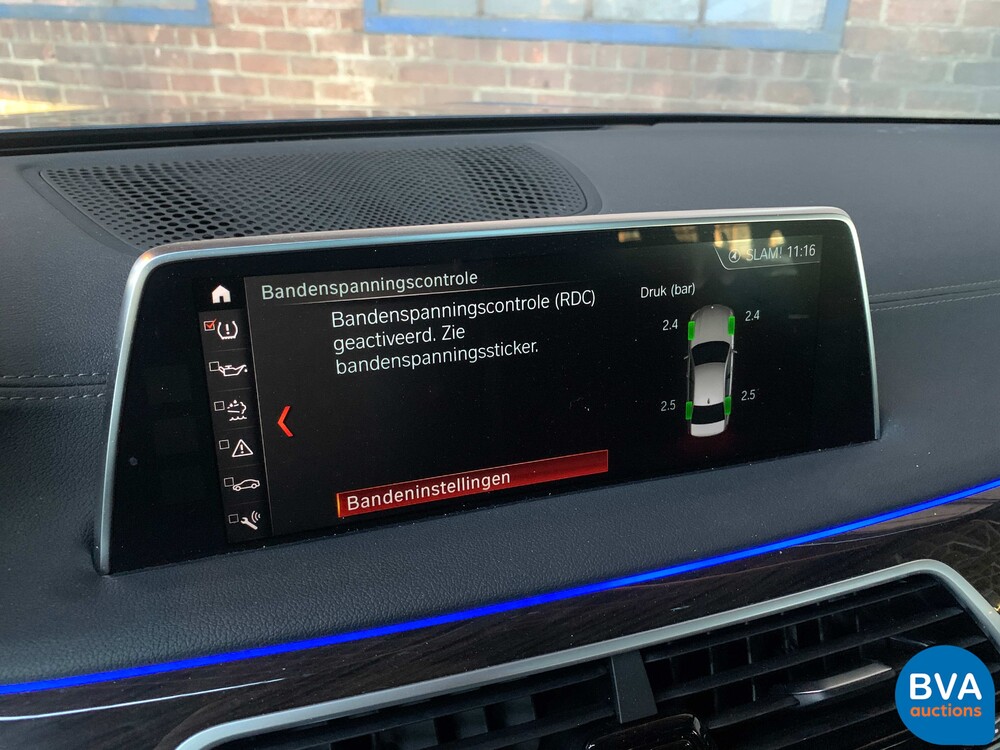 SLAM! 11:16
Bandenspanningscontrole
Bandenspanningscontrole (RDC)
geactiveerd. Zie
bandenspanningssticker.
Druk (bar)
2.4 2.4
2.5 2.5
Bandeninstellingen
BVA
auctions